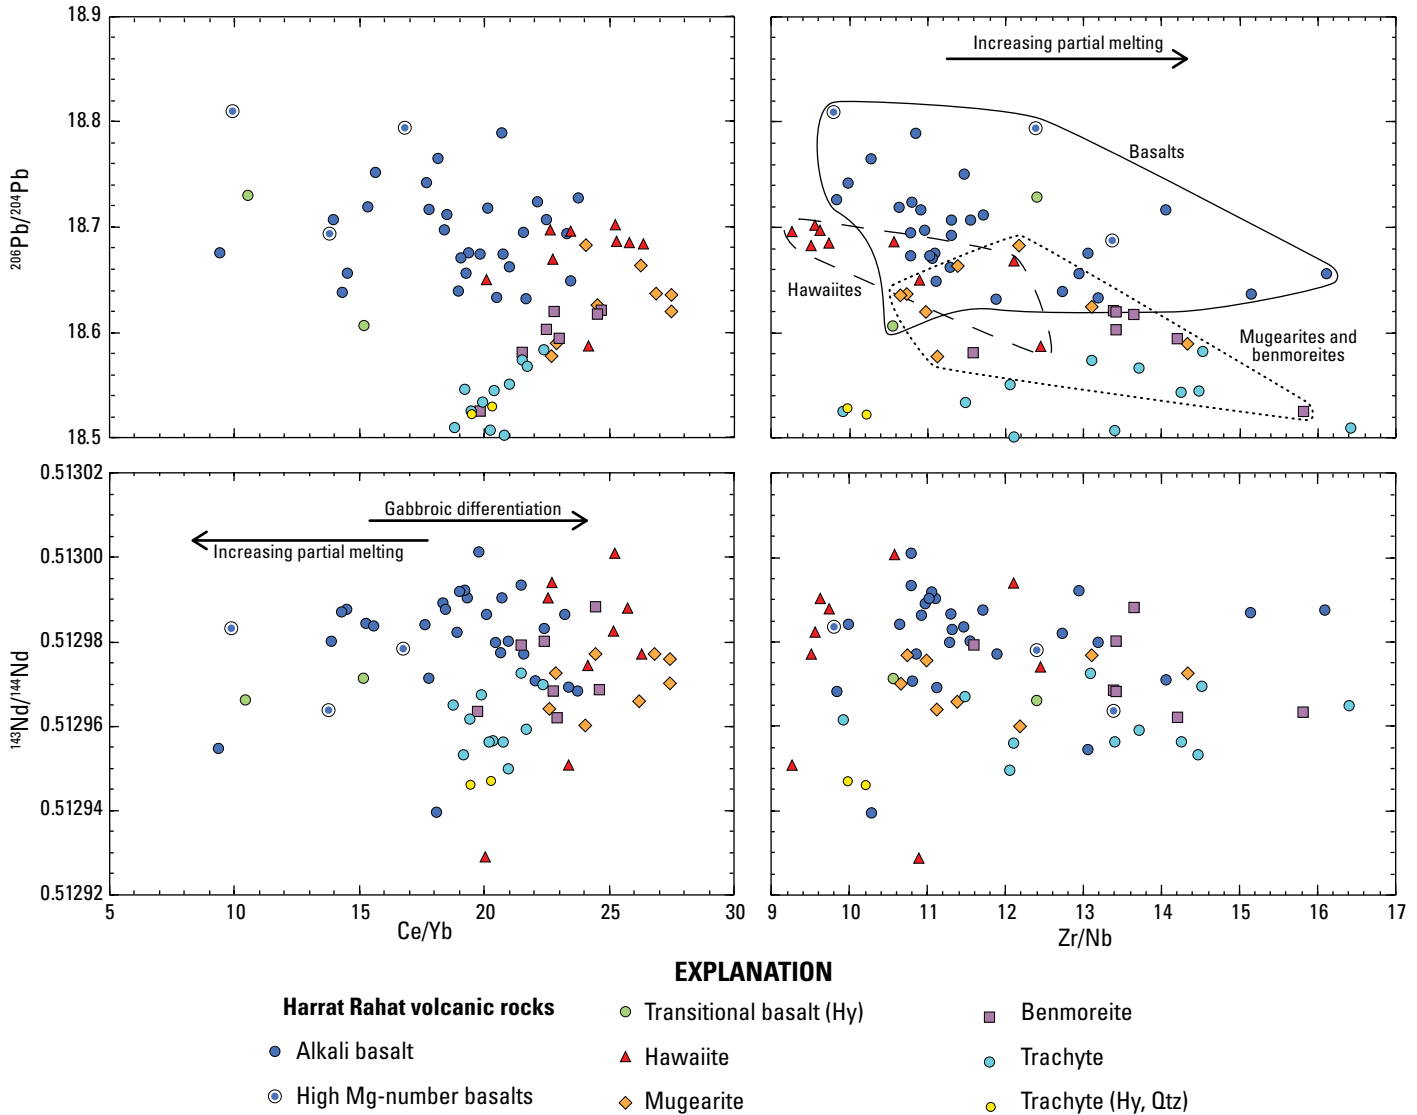 18.9
18.8
18.7
18.6
18.5
206Pb/204Pb
Increasing partial melting
Basalts
Hawaiites
Mugearites and
benmoreites
0.51302
0.51300
0.51298
0.51296
0.51294
0.51292
143Nd/144Nd
Gabbroic differentiation
Increasing partial melting
5 10 15 20 25 30
Ce/Yb
9 10 11 12 13 14 15 16 17
Zr/Nb
EXPLANATION
Harrat Rahat volcanic rocks
Alkali basalt
High Mg-number basalts
Transitional basalt (Hy)
Hawaiite
Mugearite
Benmoreite
Trachyte
Trachyte (Hy, Qtz)